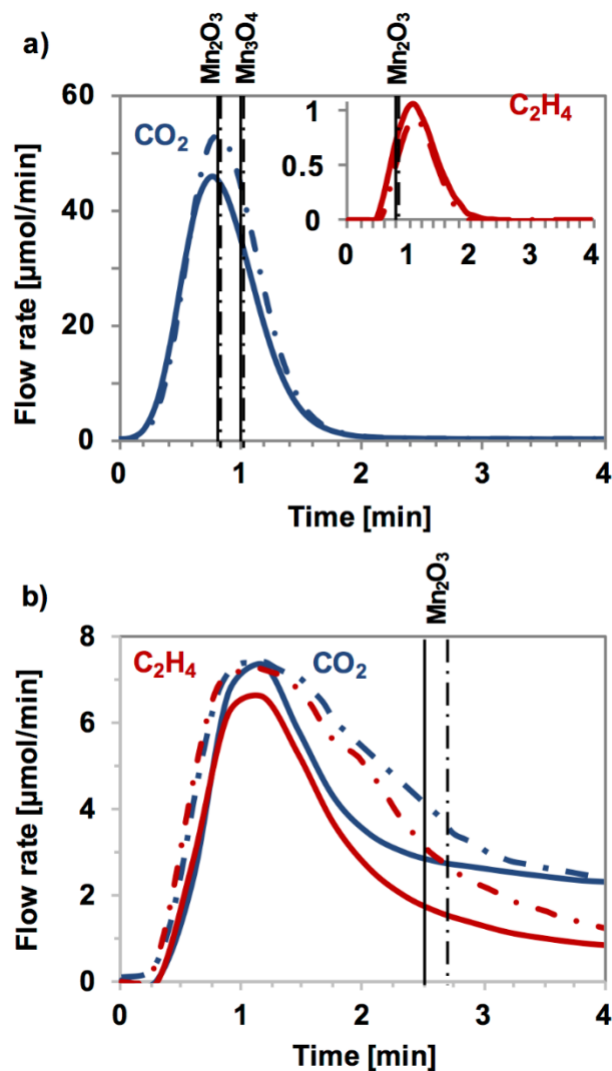 a)
Mn₂O₃
Mn₃O₄
60
40
20
0
Flow rate [µmol/min]
CO₂
Mn₂O₃
C₂H₄
1
0.5
0
0 1 2 3 4
0 1 2 3 4
Time [min]
b)
Mn₂O₃
8
6
4
2
0
Flow rate [µmol/min]
C₂H₄
CO₂
0 1 2 3 4
Time [min]